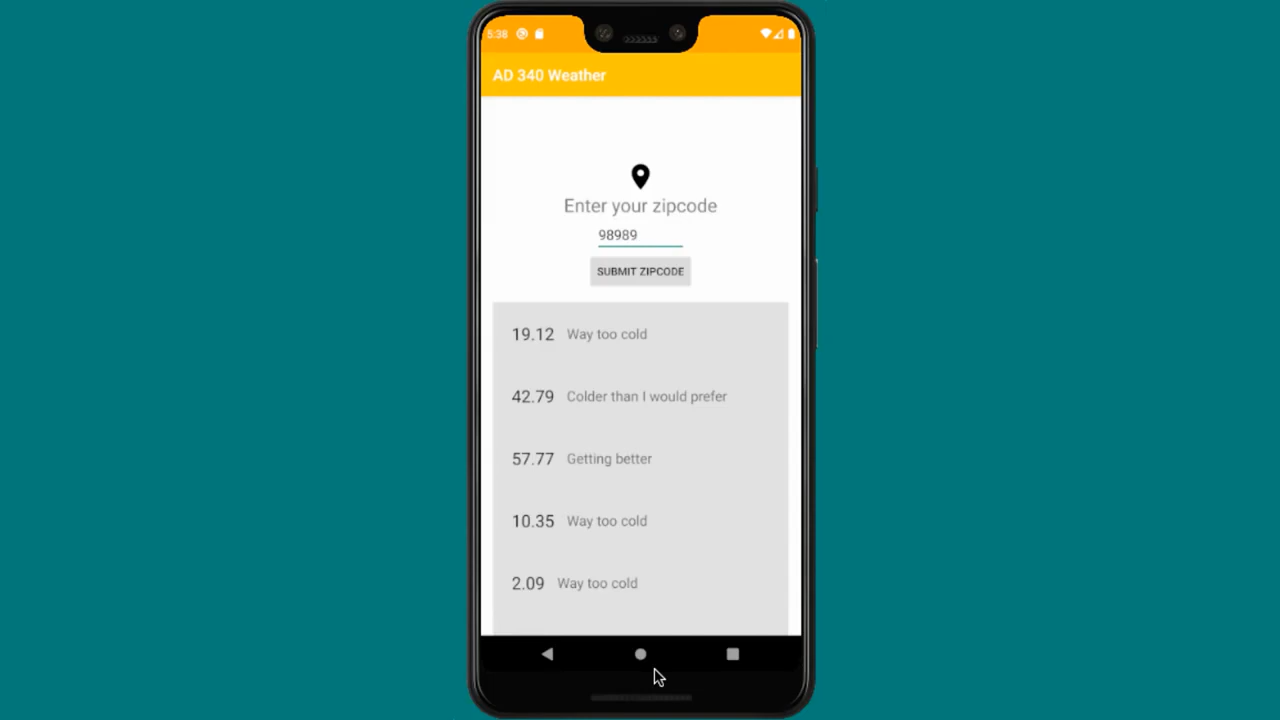 5:38
AD 340 Weather
Enter your zipcode
98989
SUBMIT ZIPCODE
19.12 Way too cold
42.79 Colder than I would prefer
57.77 Getting better
10.35 Way too cold
2.09 Way too cold